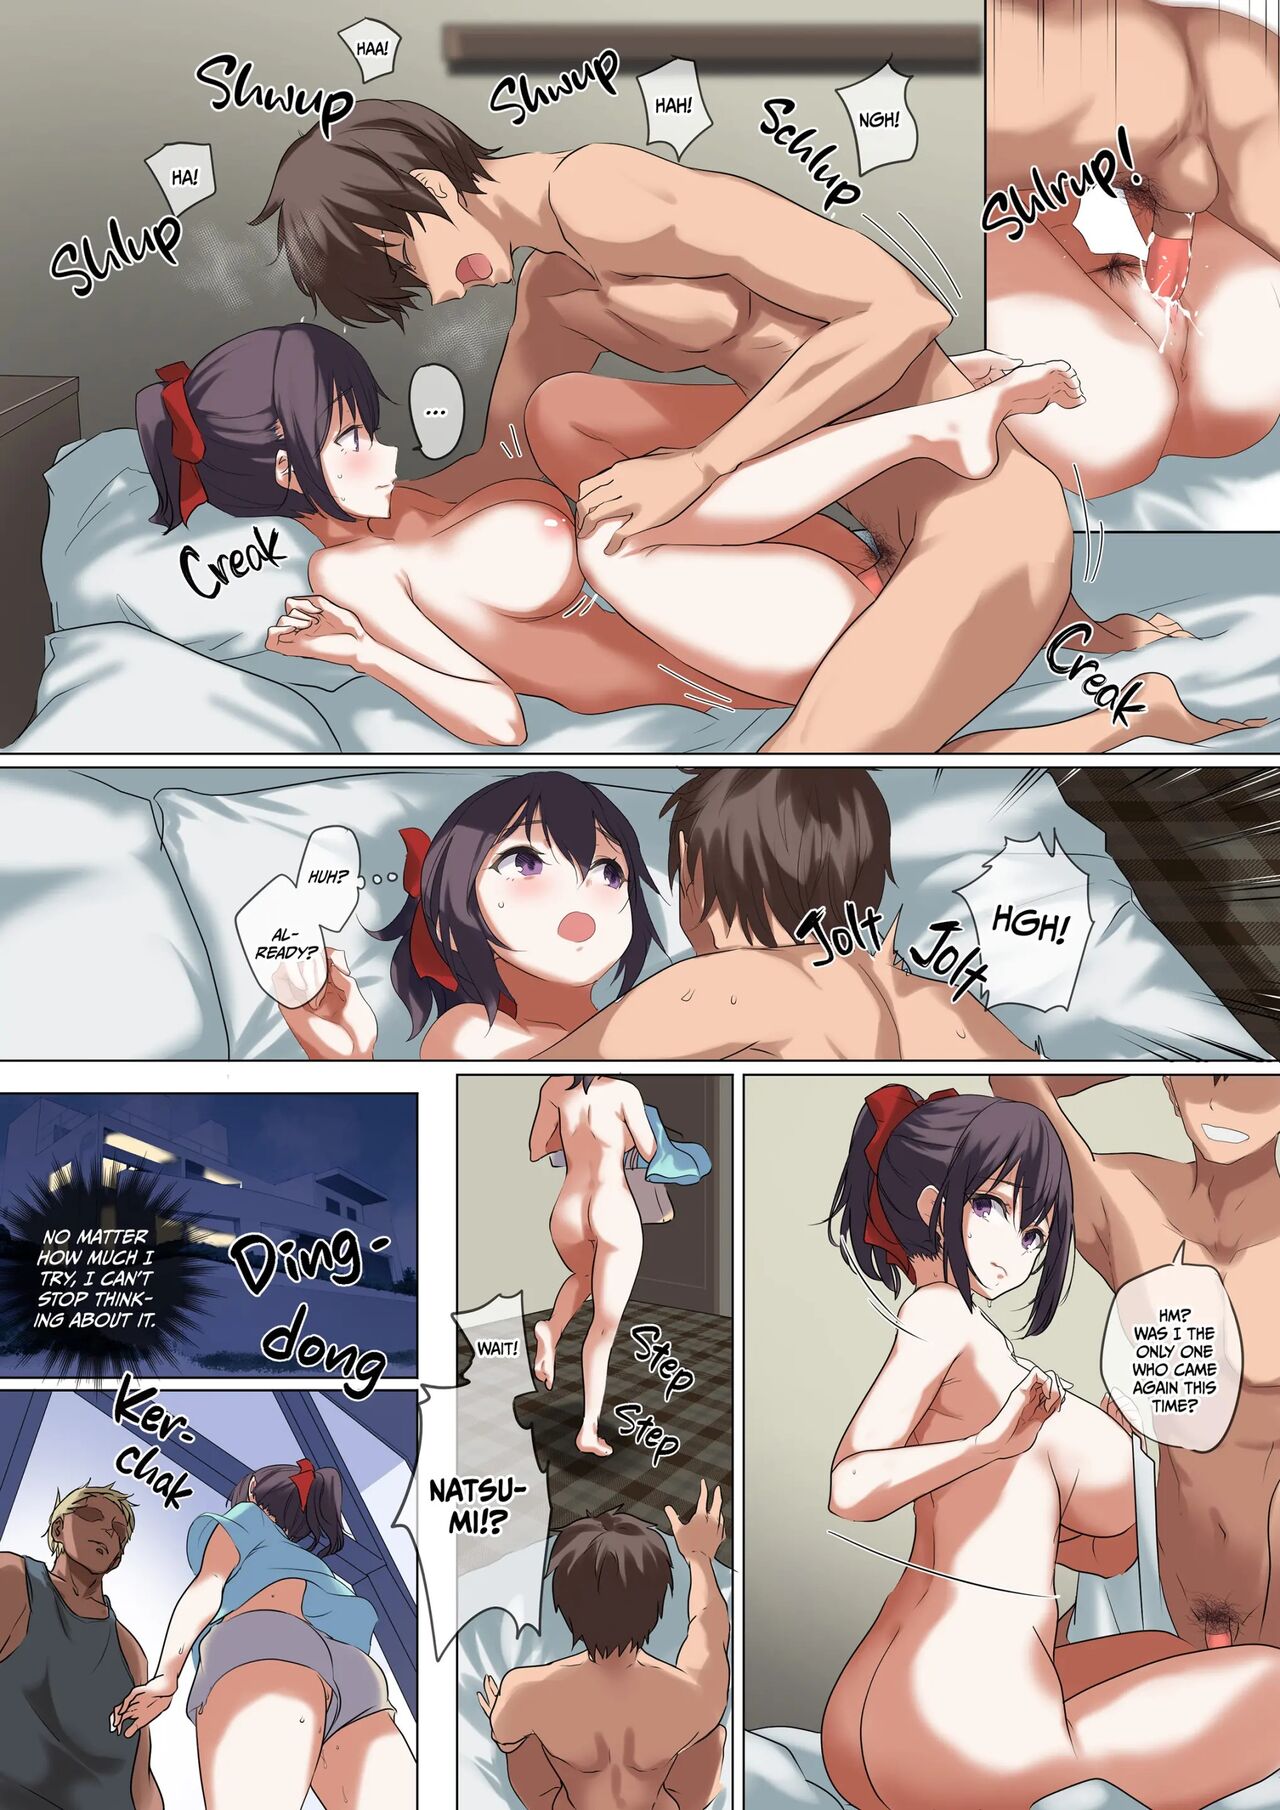 HAA!
Shwup
Shwup
HAH!
NGH!
Schlup
HA!
Shlup
Shlrup!
...
Creak
Creak
HUH?
...
AL-
READY?
Jolt
Jolt
HGH!
NO MATTER
HOW MUCH I
TRY, I CAN'T
STOP THINK-
ING ABOUT IT.
Ding-
dong
Ker-
chak
WAIT!
NATSU-
MI!?
Step
Step
HM?
WAS I THE
ONLY ONE
WHO CAME
AGAIN THIS
TIME?